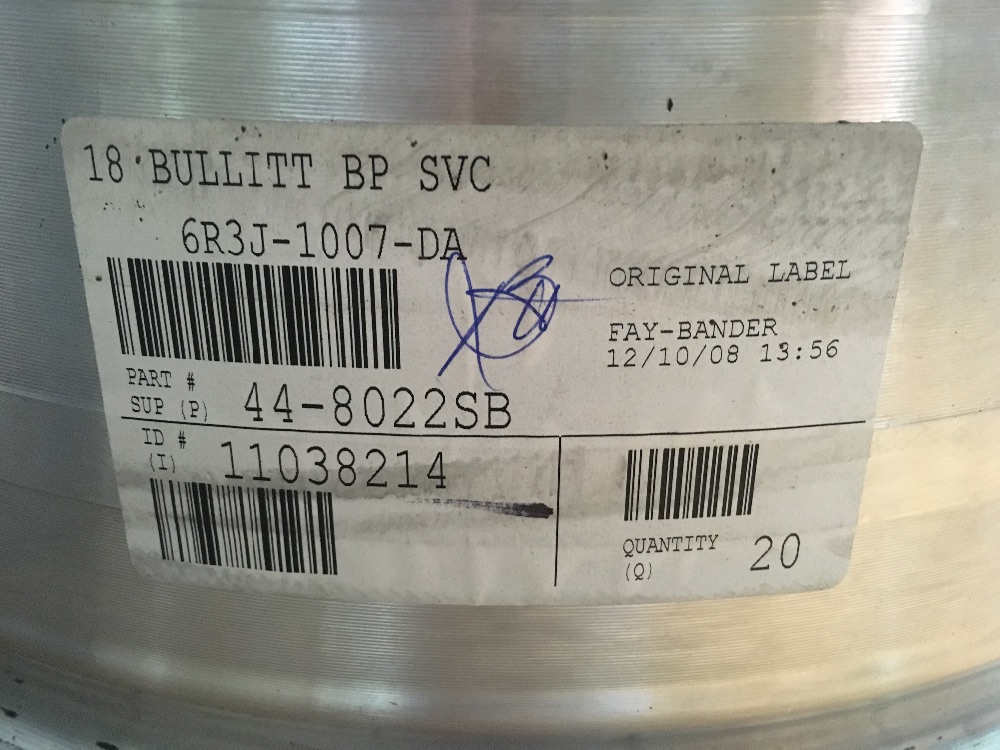 18 BULLITT BP SVC
6R3J-1007-DA
ORIGINAL LABEL
FAY-BANDER
12/10/08 13:56
PART #
SUP (P) 44-8022SB
ID #
(I) 11038214
QUANTITY
(Q) 20